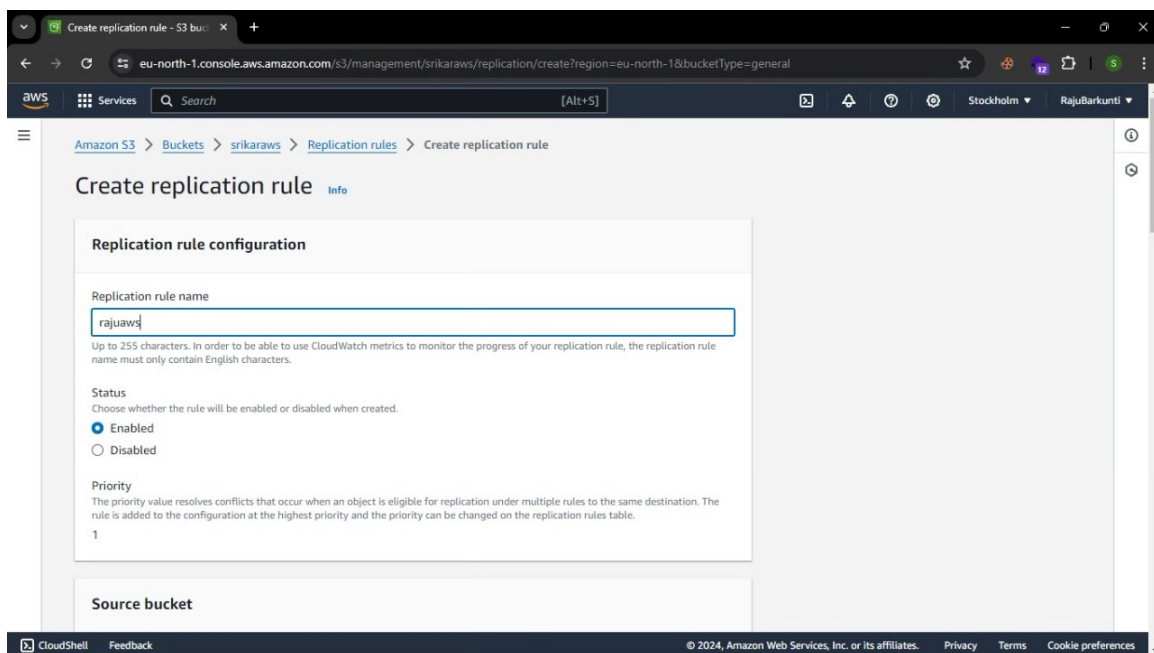 Create replication rule - S3 buc
eu-north-1.console.aws.amazon.com/s3/management/srikaraws/replication/create?region=eu-north-1&bucketType=general
12
S
aws
Services
Search
[Alt+S]
Stockholm
RajuBarkunti
Amazon S3 > Buckets > srikaraws > Replication rules > Create replication rule
Create replication rule Info
Replication rule configuration
Replication rule name
rajuaws
Up to 255 characters. In order to be able to use CloudWatch metrics to monitor the progress of your replication rule, the replication rule
name must only contain English characters.
Status
Choose whether the rule will be enabled or disabled when created.
Enabled
Disabled
Priority
The priority value resolves conflicts that occur when an object is eligible for replication under multiple rules to the same destination. The
rule is added to the configuration at the highest priority and the priority can be changed on the replication rules table.
1
Source bucket
CloudShell Feedback © 2024, Amazon Web Services, Inc. or its affiliates. Privacy Terms Cookie preferences